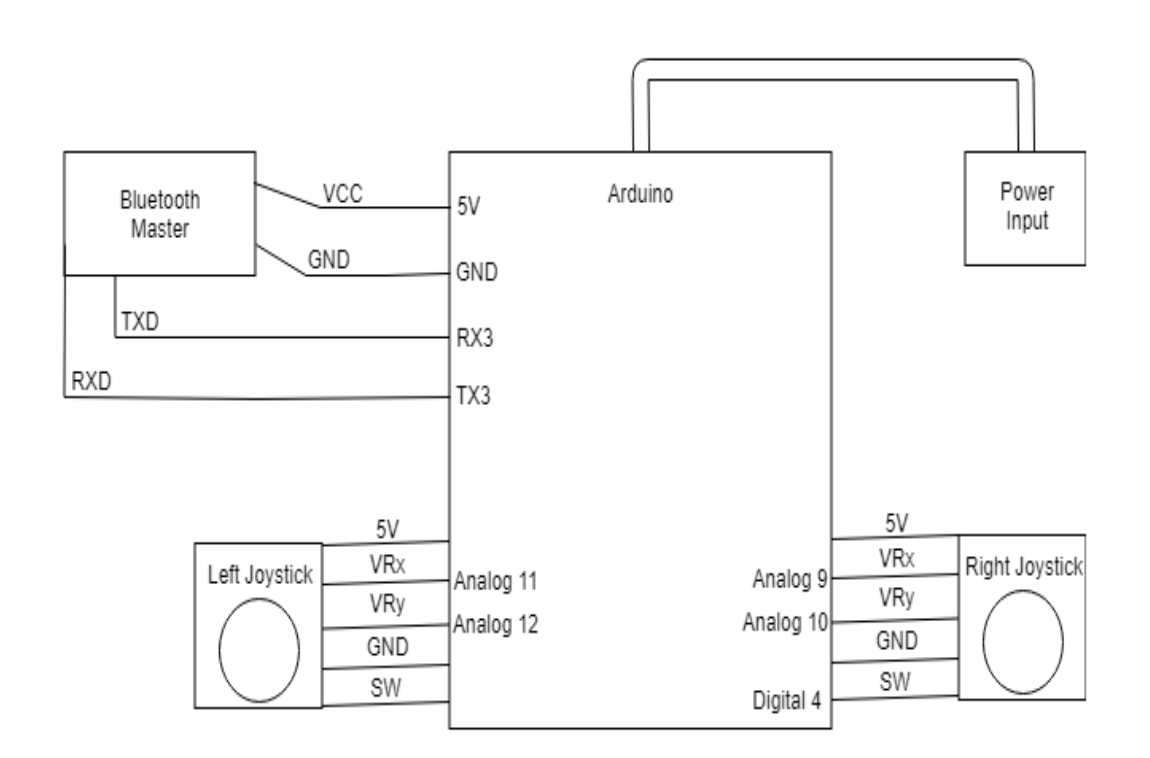 Bluetooth
Master
VCC
GND
TXD
RXD
5V
GND
RX3
TX3
Arduino
Power
Input
Left Joystick
5V
VRx
VRy
GND
SW
Analog 11
Analog 12
Analog 9
Analog 10
Digital 4
5V
VRx
VRy
GND
SW
Right Joystick